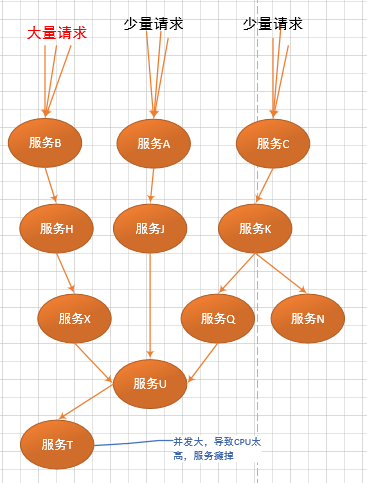 大量请求
少量请求
少量请求
服务B
服务A
服务C
服务H
服务J
服务K
服务X
服务Q
服务N
服务U
服务T
并发大，导致CPU太
高，服务瘫掉